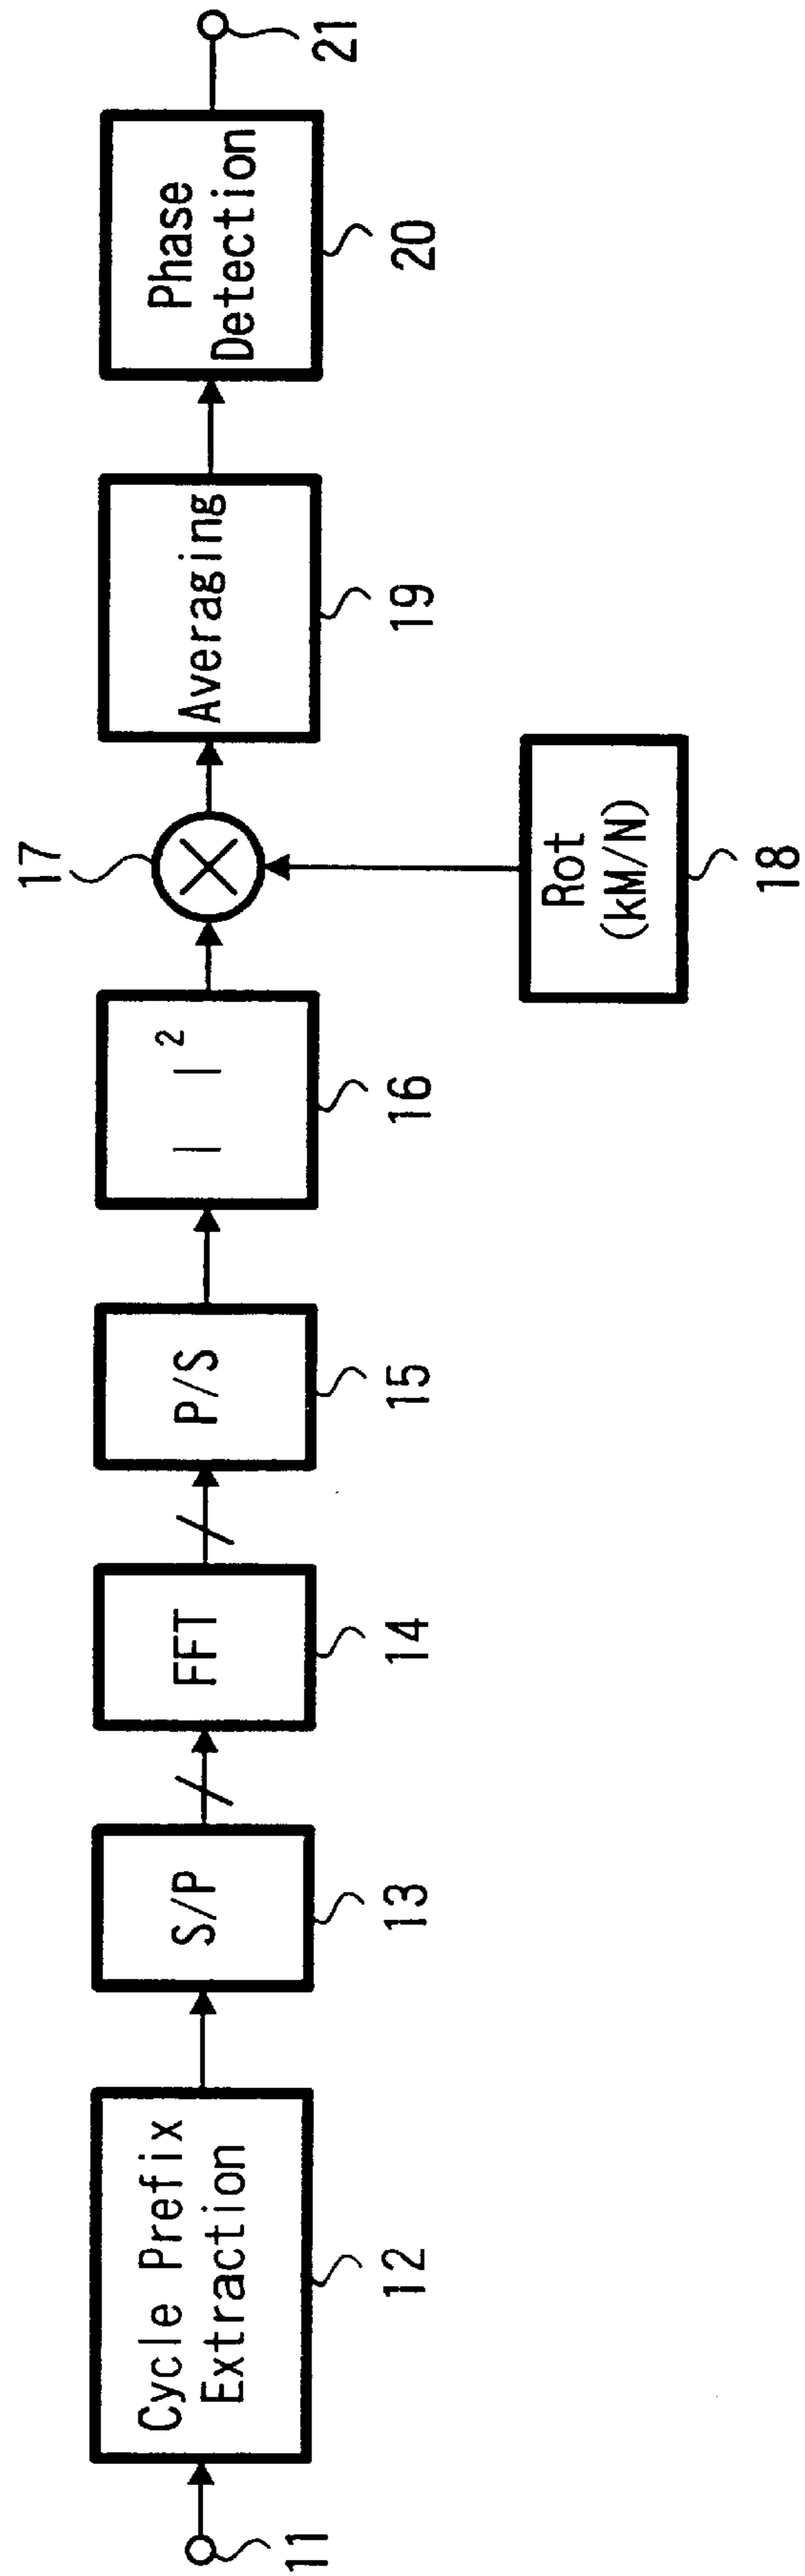 11
Cycle Prefix
Extraction
12
S/P
13
FFT
14
P/S
15
| |²
16
17
Rot
(kM/N)
18
Averaging
19
Phase
Detection
20
21